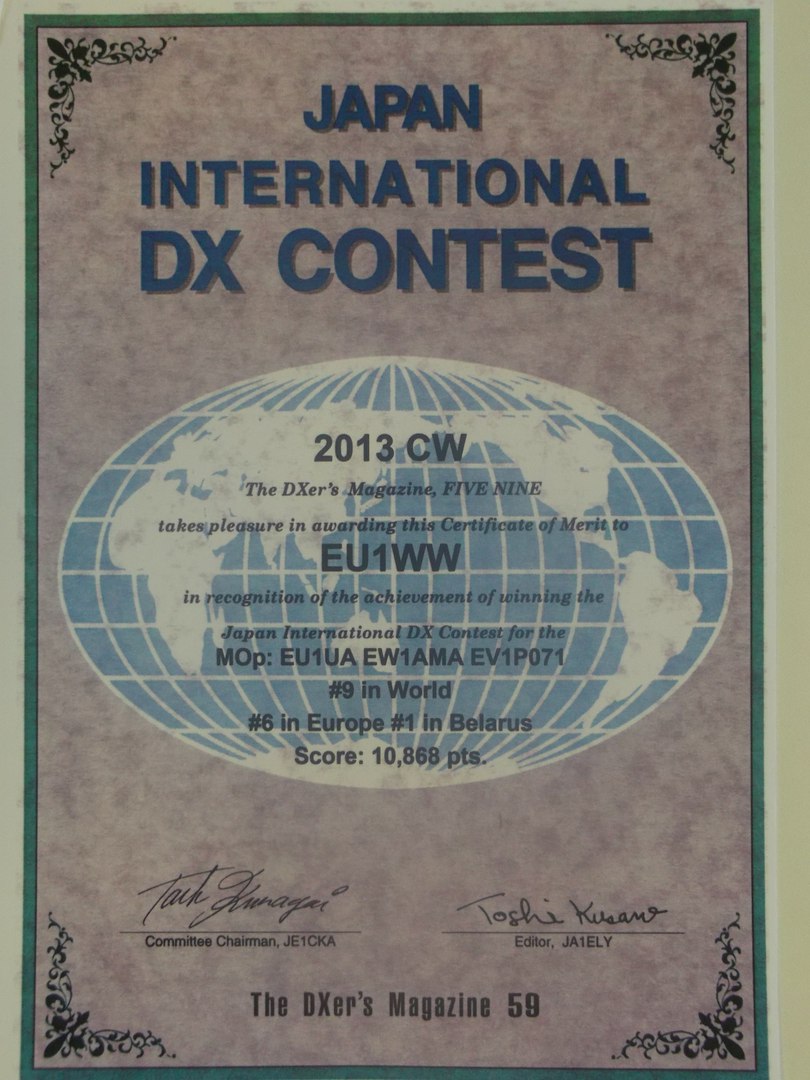 JAPAN
INTERNATIONAL
DX CONTEST
2013 CW
The DXer's Magazine, FIVE NINE
takes pleasure in awarding this Certificate of Merit to
EU1WW
in recognition of the achievement of winning the
Japan International DX Contest for the
MOp: EU1UA EW1AMA EV1P071
#9 in World
#6 in Europe #1 in Belarus
Score: 10,868 pts.
Toshi Kusano
Committee Chairman, JE1CKA
Editor, JA1ELY
The DXer's Magazine 59